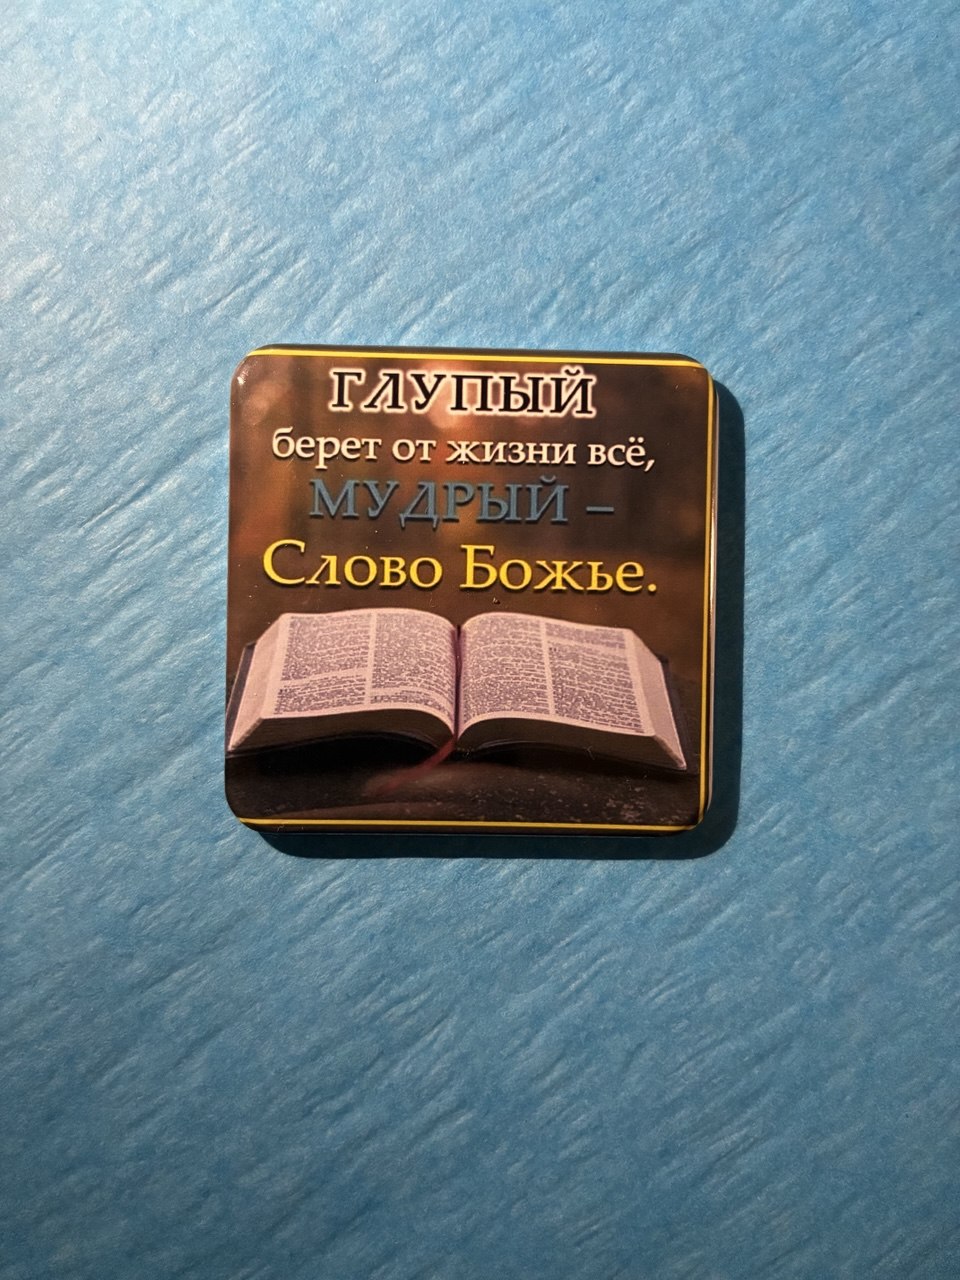 ГЛУПЫЙ
берет от жизни всё,
МУДРЫЙ –
Слово Божье.